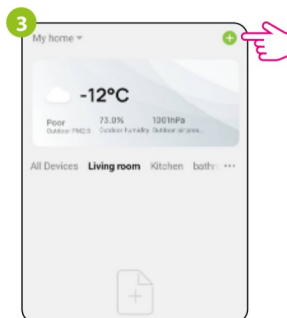 3
My home
-12°C
Poor 73.0% 1001hPa
Outdoor PM2.5 Outdoor humidity Outdoor air pres...
All Devices Living room Kitchen bath ...